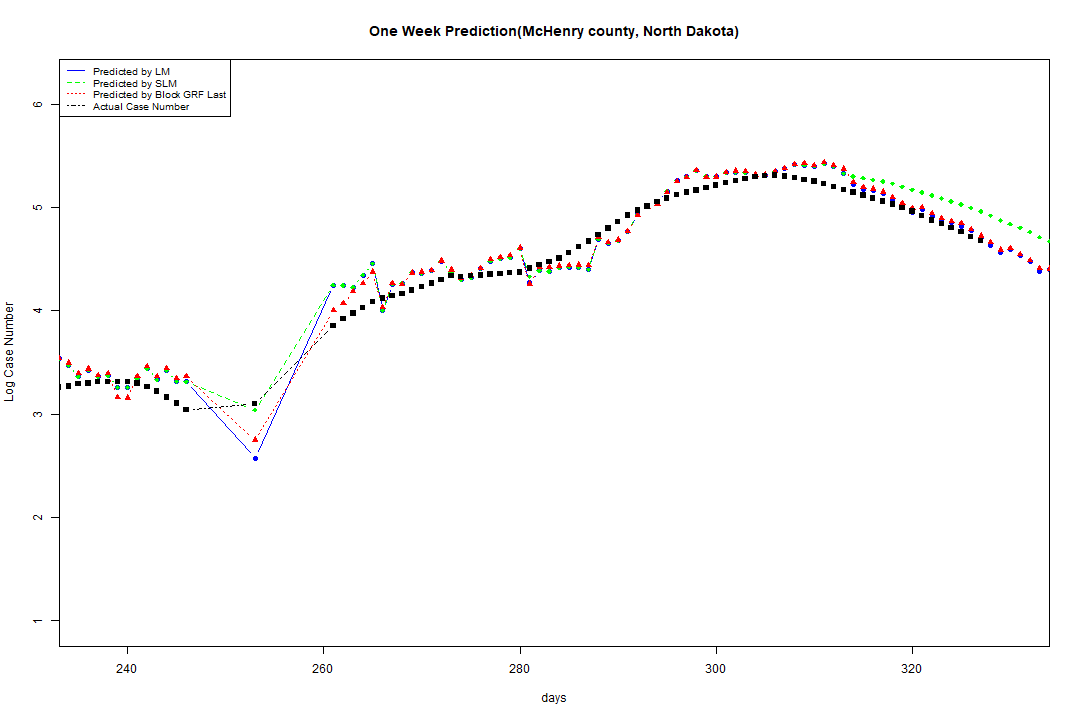 One Week Prediction(McHenry county, North Dakota)
Predicted by LM
Predicted by SLM
Predicted by Block GRF Last
Actual Case Number
6
5
4
3
2
1
Log Case Number
240
260
280
300
320
days